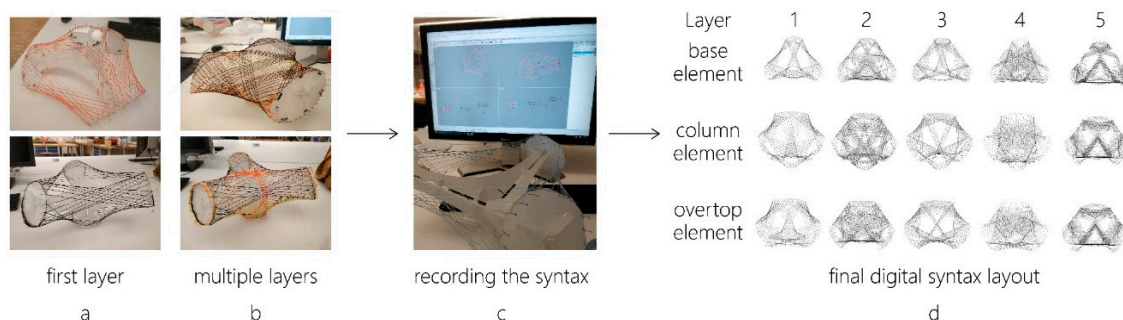 Layer 1 2 3 4 5
base
element
column
element
overtop
element
first layer
multiple layers
recording the syntax
final digital syntax layout
a
b
c
d